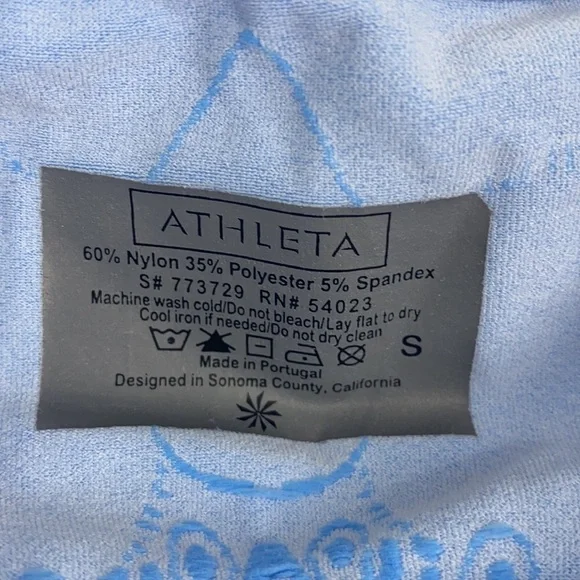 ATHLETA
60% Nylon 35% Polyester 5% Spandex
S# 773729 RN# 54023
Machine wash cold/Do not bleach/Lay flat to dry
Cool iron if needed/Do not dry clean
S
Made in Portugal
Designed in Sonoma County, California